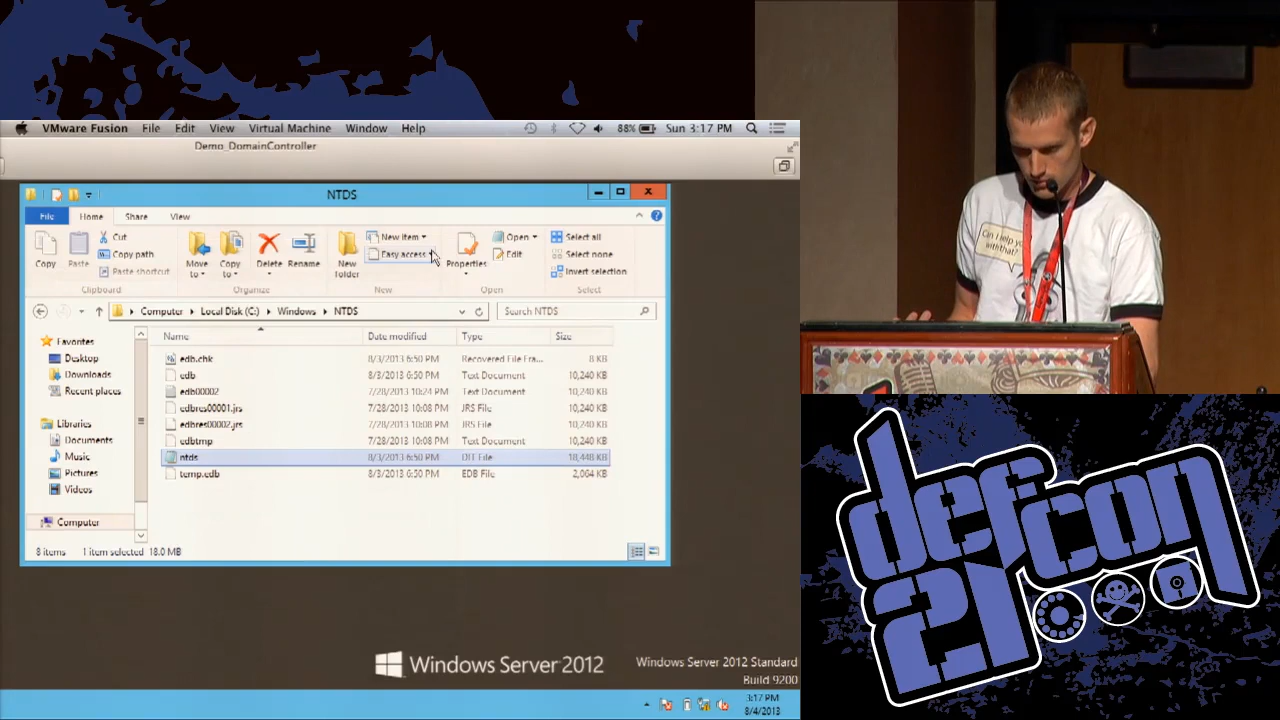 VMware Fusion File Edit View Virtual Machine Window Help 88% Sun 3:17 PM
Demo_DomainController
NTDS
File Home Share View
Copy
Paste
Cut
Copy path
Paste shortcut
Clipboard
Move to
Copy to
Delete
Rename
Organize
New folder
New item
Easy access
New
Properties
Open
Edit
Open
Select all
Select none
Invert selection
Select
Computer Local Disk (C:) Windows NTDS
Search NTDS
Favorites
Desktop
Downloads
Recent places
Libraries
Documents
Music
Pictures
Videos
Computer
Name Date modified Type Size
edb.chk 8/3/2013 6:50 PM Recovered File Fra... 8 KB
edb 8/3/2013 6:50 PM Text Document 10,240 KB
edb00002 7/28/2013 10:24 PM Text Document 10,240 KB
edbres00001.jrs 7/28/2013 10:08 PM JRS File 10,240 KB
edbres00002.jrs 7/28/2013 10:08 PM JRS File 10,240 KB
edbtmp 7/28/2013 10:08 PM Text Document 10,240 KB
ntds 8/3/2013 6:50 PM DIT File 18,448 KB
temp.edb 8/3/2013 6:50 PM EDB File 2,064 KB
8 items 1 item selected 18.0 MB
Windows Server 2012
Windows Server 2012 Standard
Build 9200
3:17 PM
8/4/2013
Can I help you
with that?
defcon
21